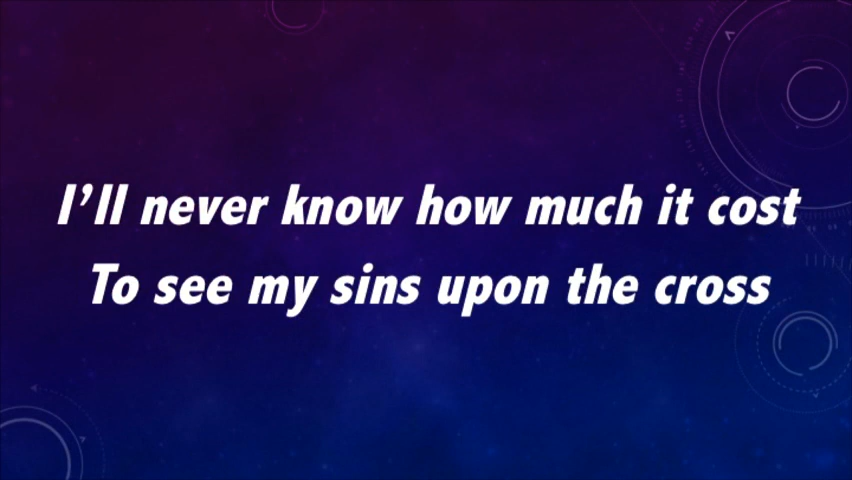 I’ll never know how much it cost
To see my sins upon the cross